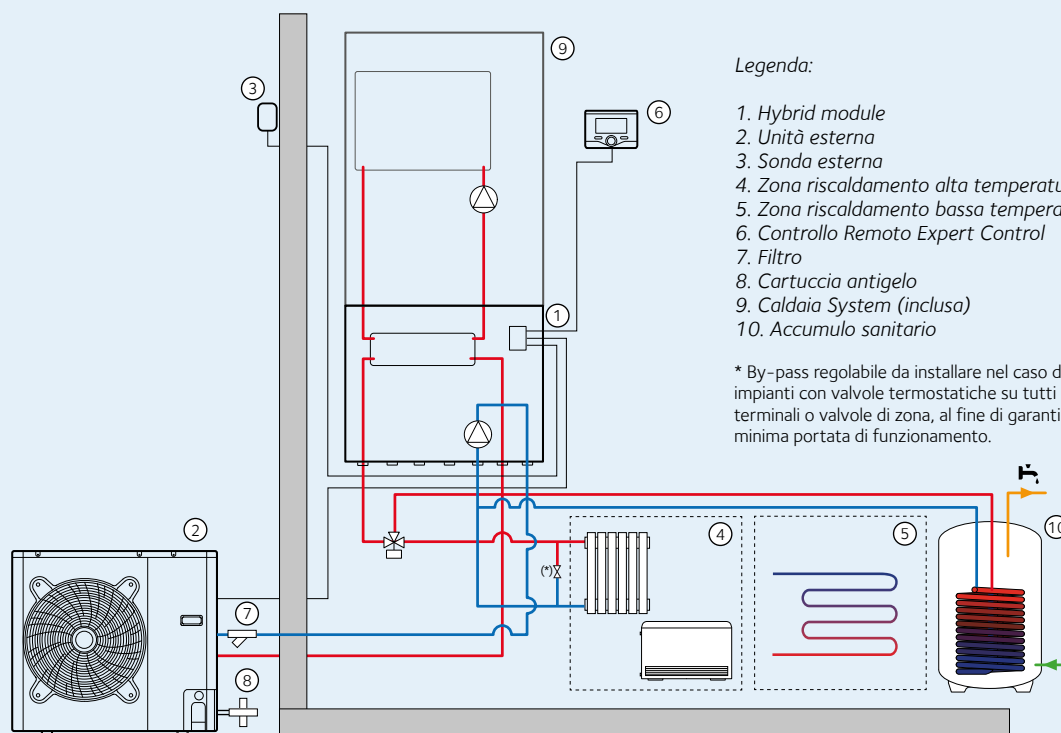 Legenda:
1. Hybrid module
2. Unità esterna
3. Sonda esterna
4. Zona riscaldamento alta
5. Zona riscaldamento bassa
6. Controllo Remoto Expert Control
7. Filtro
8. Cartuccia antigelo
9. Caldaia System (inclusa)
10. Accumulo sanitario
* By-pass regolabile da installare nel caso
impianti con valvole termostatiche su tutti
terminali o valvole di zona, al fine di
minima portata di funzionamento.
9
3
6
1
2
4
5
10
(*)
7
8